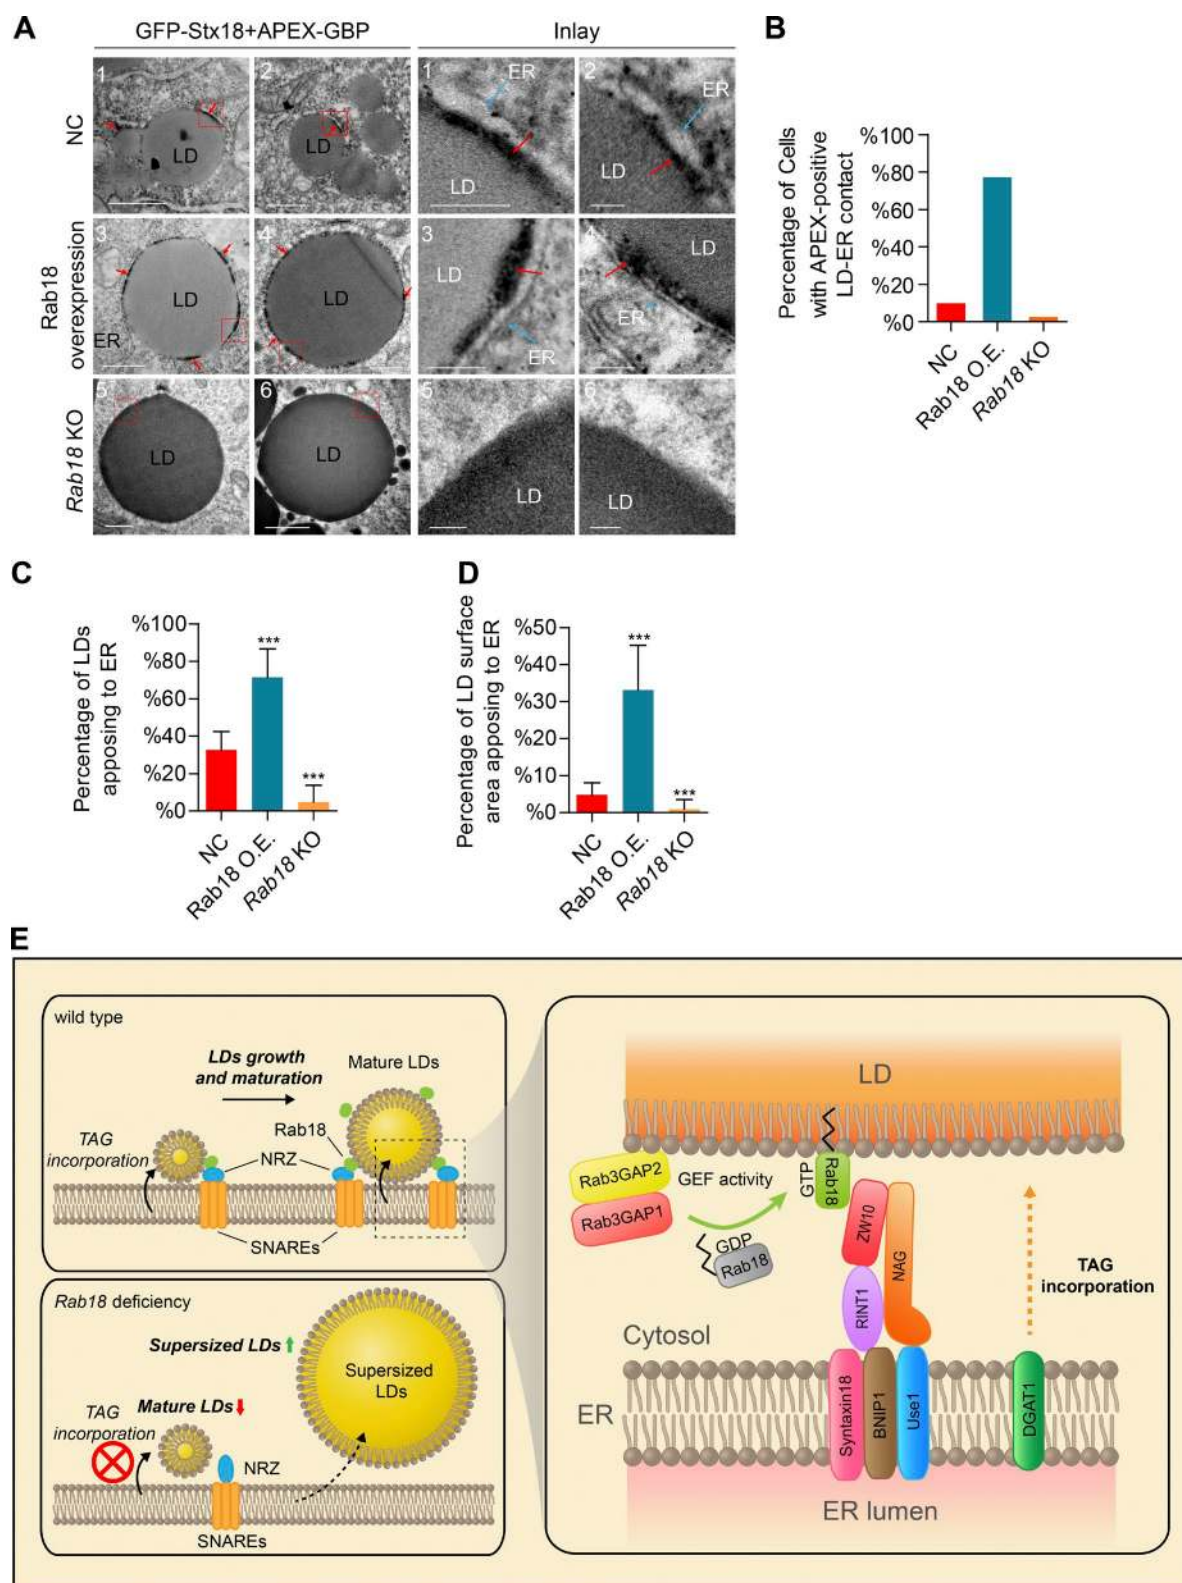 A
GFP-Stx18+APEX-GBP
Inlay
NC
1
LD
2
LD
1
ER
LD
2
ER
LD
Rab18
overexpression
3
LD
ER
4
LD
3
LD
ER
4
LD
ER
Rab18 KO
5
LD
6
LD
5
LD
6
LD
B
Percentage of Cells
with APEX-positive
LD-ER contact
%100
%80
%60
%40
%20
%0
NC
Rab18 O.E.
Rab18 KO
C
Percentage of LDs
apposing to ER
%100
%80
%60
%40
%20
%0
***
***
NC
Rab18 O.E.
Rab18 KO
D
Percentage of LD surface
area apposing to ER
%50
%40
%30
%20
%10
%0
***
***
NC
Rab18 O.E.
Rab18 KO
E
wild type
LDs growth
and maturation
Mature LDs
TAG
incorporation
Rab18
NRZ
SNAREs
Rab18 deficiency
Supersized LDs
Supersized
LDs
Mature LDs
TAG
incorporation
NRZ
SNAREs
LD
Rab3GAP2
Rab3GAP1
GEF activity
GTP
Rab18
GDP
Rab18
ZW10
NAG
RINT1
TAG
incorporation
Cytosol
ER
Syntaxin18
BNIP1
Use1
DGAT1
ER lumen